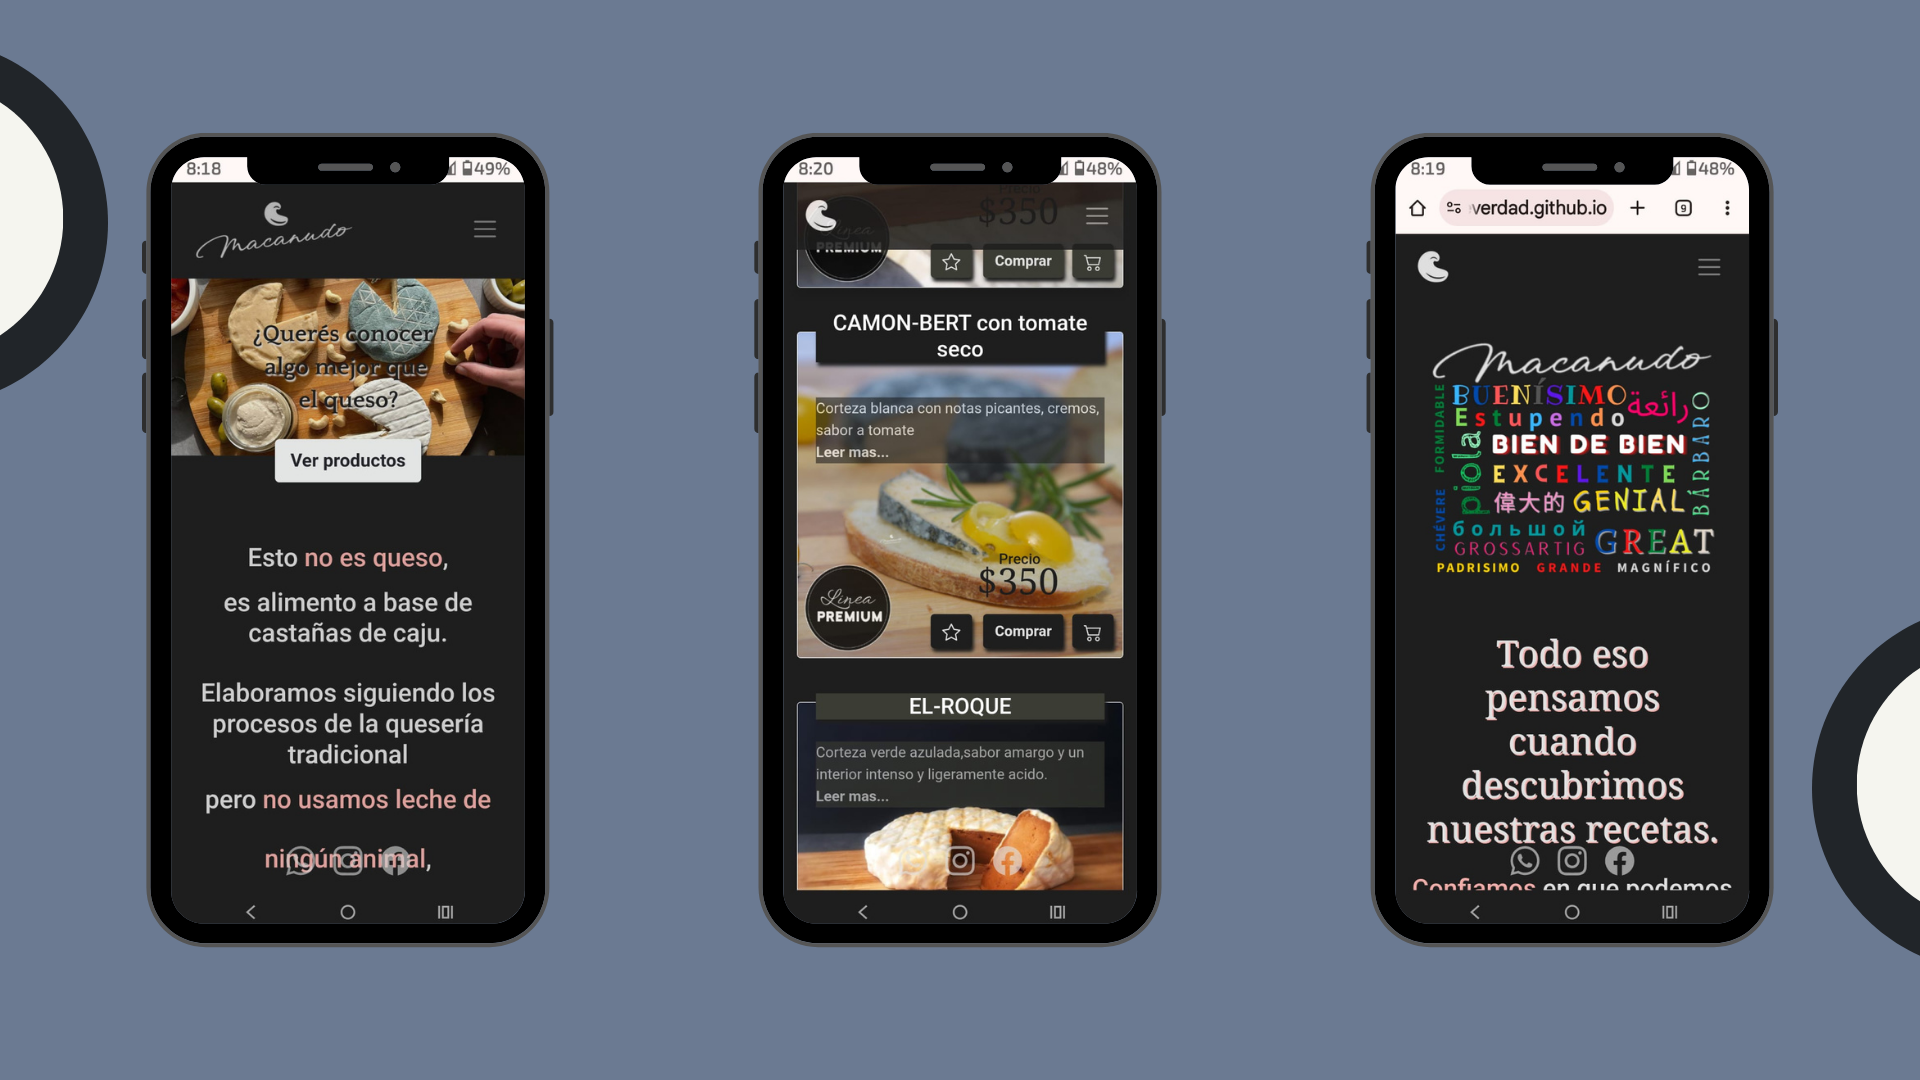 8:18
49%
Macanudo
¿Querés conocer
algo mejor que
el queso?
Ver productos
Esto no es queso,
es alimento a base de
castañas de caju.
Elaboramos siguiendo los
procesos de la quesería
tradicional
pero no usamos leche de
ningún animal,
8:20
48%
Precio
$350
Linea
PREMIUM
Comprar
CAMON-BERT con tomate
seco
Corteza blanca con notas picantes, cremos,
sabor a tomate
Leer mas...
Precio
$350
Linea
PREMIUM
Comprar
EL-ROQUE
Corteza verde azulada,sabor amargo y un
interior intenso y ligeramente acido.
Leer mas...
8:19
48%
verdad.github.io
9
Macanudo
FORMIDABLE
BUENÍSIMO
رائعة
Estupendo
BÁRBARO
piola
BIEN DE BIEN
EXCELENTE
CHÉVERE
偉大的
GENIAL
большой
GREAT
GROSSARTIG
PADRISIMO GRANDE MAGNÍFICO
Todo eso
pensamos
cuando
descubrimos
nuestras recetas.
Confiamos en que podemos